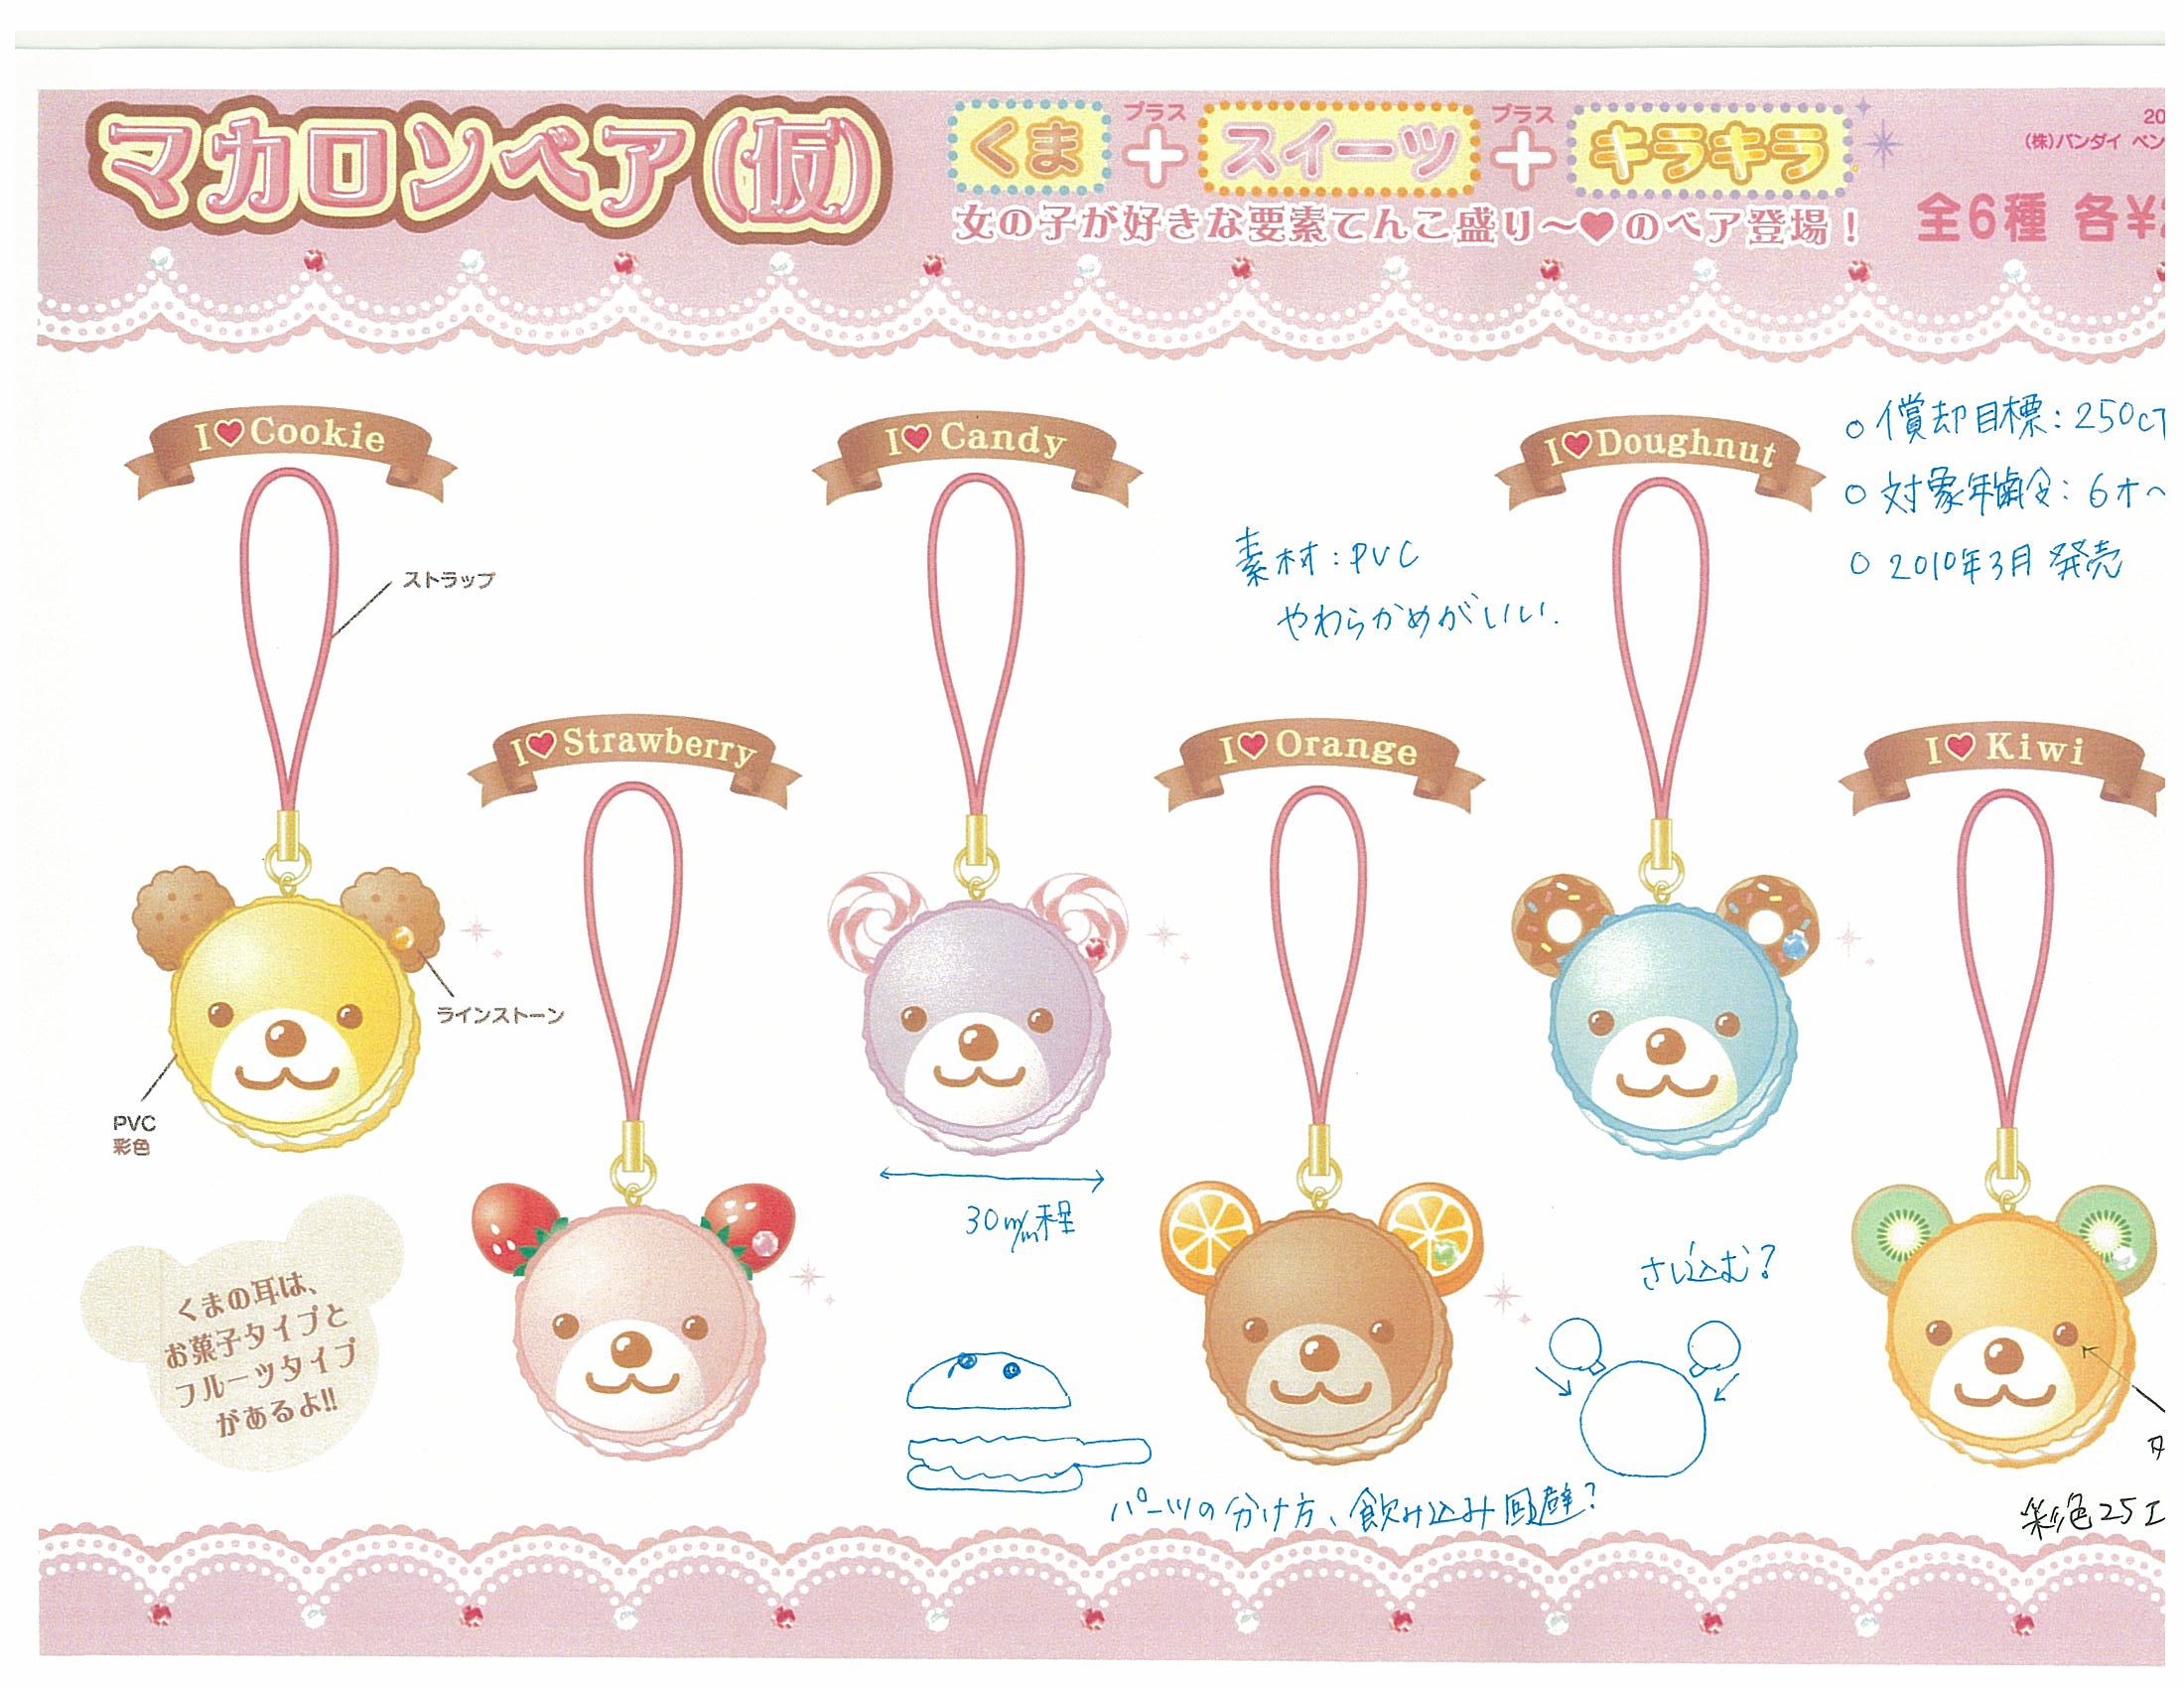 マカロンベア(仮)
くま プラス + スイーツ プラス + キラキラ
女の子が好きな要素てんこ盛り〜♥のベア登場！
20
(株)バンダイ ベン
全6種 各¥
I♥Cookie
I♥Candy
I♥Doughnut
○償却目標：250CT
○対象年齢：6才〜
○2010年3月発売
素材：PVC
やわらかめがいい.
ストラップ
I♥Strawberry
I♥Orange
I♥Kiwi
ラインストーン
PVC
彩色
30m/m程
さし込む？
くまの耳は、
お菓子タイプと
フルーツタイプ
があるよ!!
パーツの分け方、飲み込み回避？
彩色25工